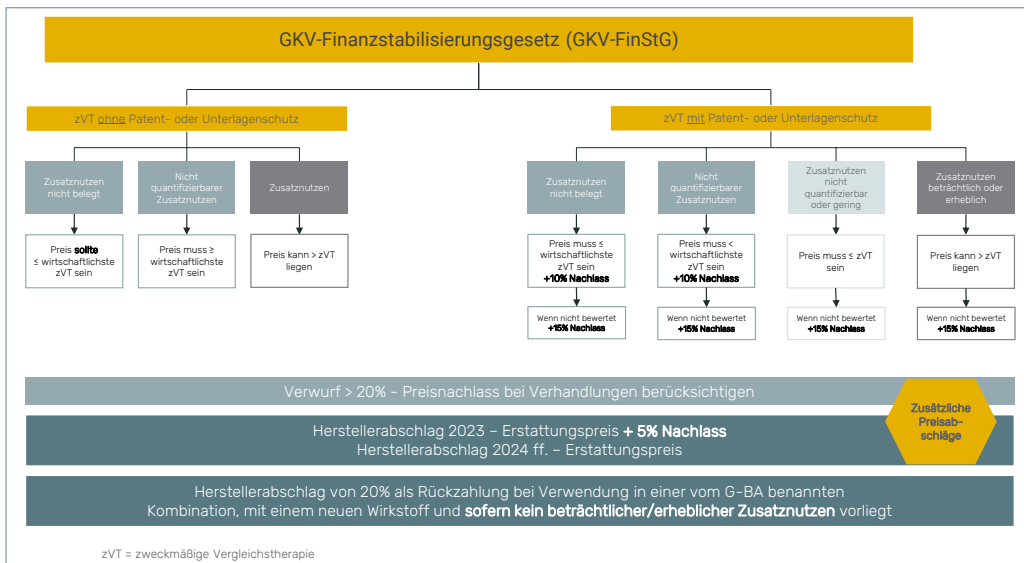 GKV-Finanzstabilisierungsgesetz (GKV-FinStG)
zVT ohne Patent- oder Unterlagenschutz
zVT mit Patent- oder Unterlagenschutz
Zusatznutzen
nicht belegt
Nicht
quantifizierbarer
Zusatznutzen
Zusatznutzen
Zusatznutzen
nicht belegt
Nicht
quantifizierbarer
Zusatznutzen
Zusatznutzen
nicht
quantifizierbar
oder gering
Zusatznutzen
beträchtlich oder
erheblich
Preis sollte
≤ wirtschaftlichste
zVT sein
Preis muss ≥
wirtschaftlichste
zVT sein
Preis kann > zVT
liegen
Preis muss ≤
wirtschaftlichste
zVT sein
+10% Nachlass
Preis muss <
wirtschaftlichste
zVT sein
+10% Nachlass
Preis muss ≤ zVT
sein
Preis kann > zVT
liegen
Wenn nicht bewertet
+15% Nachlass
Wenn nicht bewertet
+15% Nachlass
Wenn nicht bewertet
+15% Nachlass
Wenn nicht bewertet
+15% Nachlass
Verwurf > 20% - Preisnachlass bei Verhandlungen berücksichtigen
Zusätzliche
Preisab-
schläge
Herstellerabschlag 2023 – Erstattungspreis + 5% Nachlass
Herstellerabschlag 2024 ff. – Erstattungspreis
Herstellerabschlag von 20% als Rückzahlung bei Verwendung in einer vom G-BA benannten
Kombination, mit einem neuen Wirkstoff und sofern kein beträchtlicher/erheblicher Zusatznutzen vorliegt
zVT = zweckmäßige Vergleichstherapie